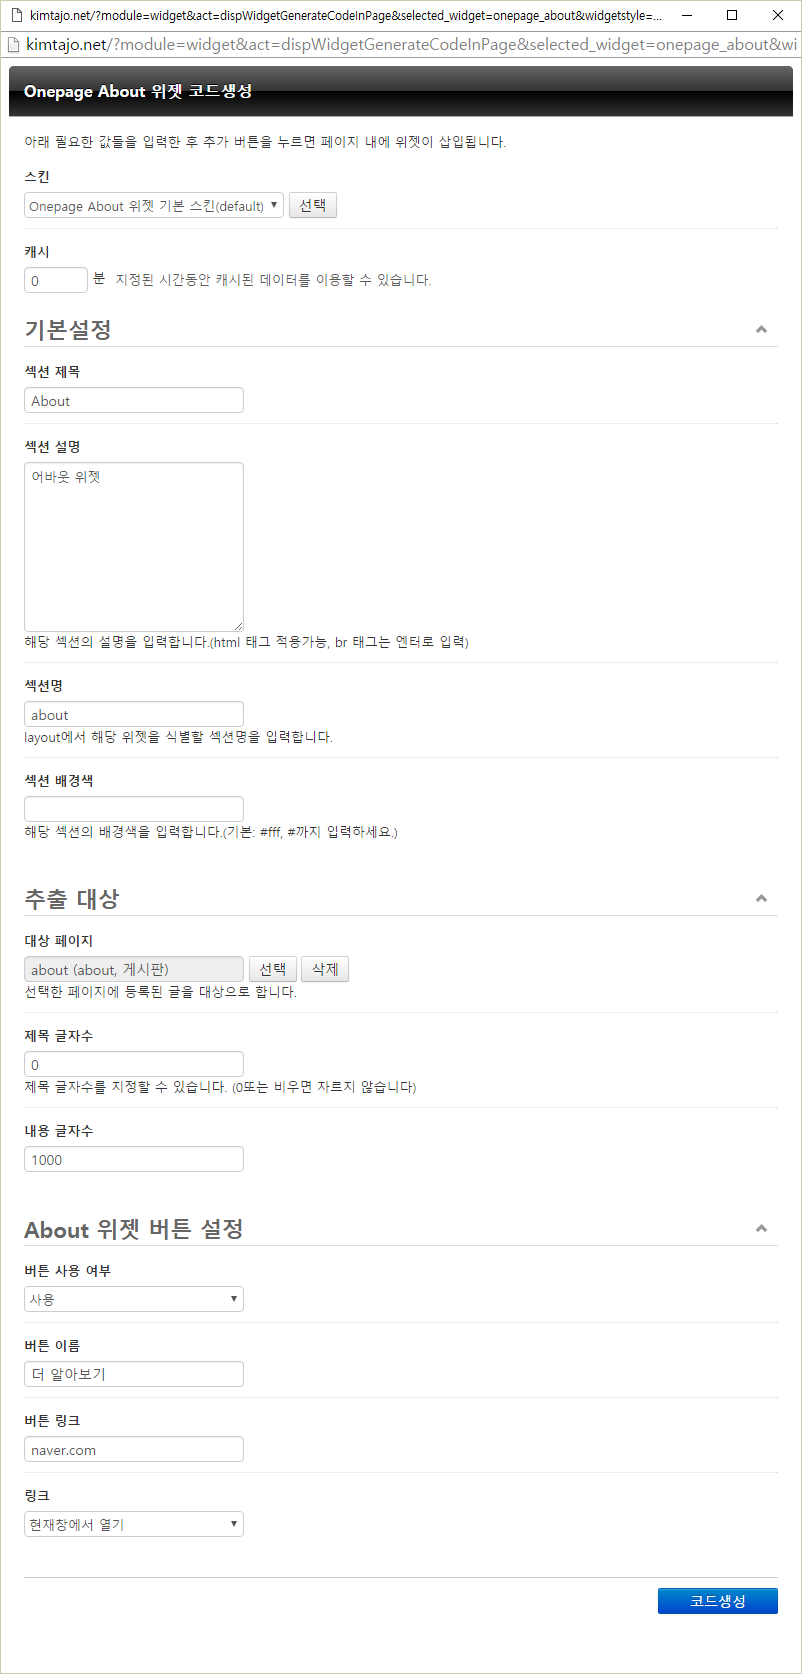 kimtajo.net/?module=widget&act=dispWidgetGenerateCodeInPage&selected_widget=onepage_about&widgetstyle=...
kimtajo.net/?module=widget&act=dispWidgetGenerateCodeInPage&selected_widget=onepage_about&wi
Onepage About 위젯 코드생성
아래 필요한 값들을 입력한 후 추가 버튼을 누르면 페이지 내에 위젯이 삽입됩니다.
스킨
Onepage About 위젯 기본 스킨(default) 선택
캐시
0 분 지정된 시간동안 캐시된 데이터를 이용할 수 있습니다.
기본설정
섹션 제목
About
섹션 설명
어바웃 위젯
해당 섹션의 설명을 입력합니다.(html 태그 적용가능, br 태그는 엔터로 입력)
섹션명
about
layout에서 해당 위젯을 식별할 섹션명을 입력합니다.
섹션 배경색
해당 섹션의 배경색을 입력합니다.(기본: #fff, #까지 입력하세요.)
추출 대상
대상 페이지
about (about, 게시판) 선택 삭제
선택한 페이지에 등록된 글을 대상으로 합니다.
제목 글자수
0
제목 글자수를 지정할 수 있습니다. (0또는 비우면 자르지 않습니다)
내용 글자수
1000
About 위젯 버튼 설정
버튼 사용 여부
사용
버튼 이름
더 알아보기
버튼 링크
naver.com
링크
현재창에서 열기
코드생성